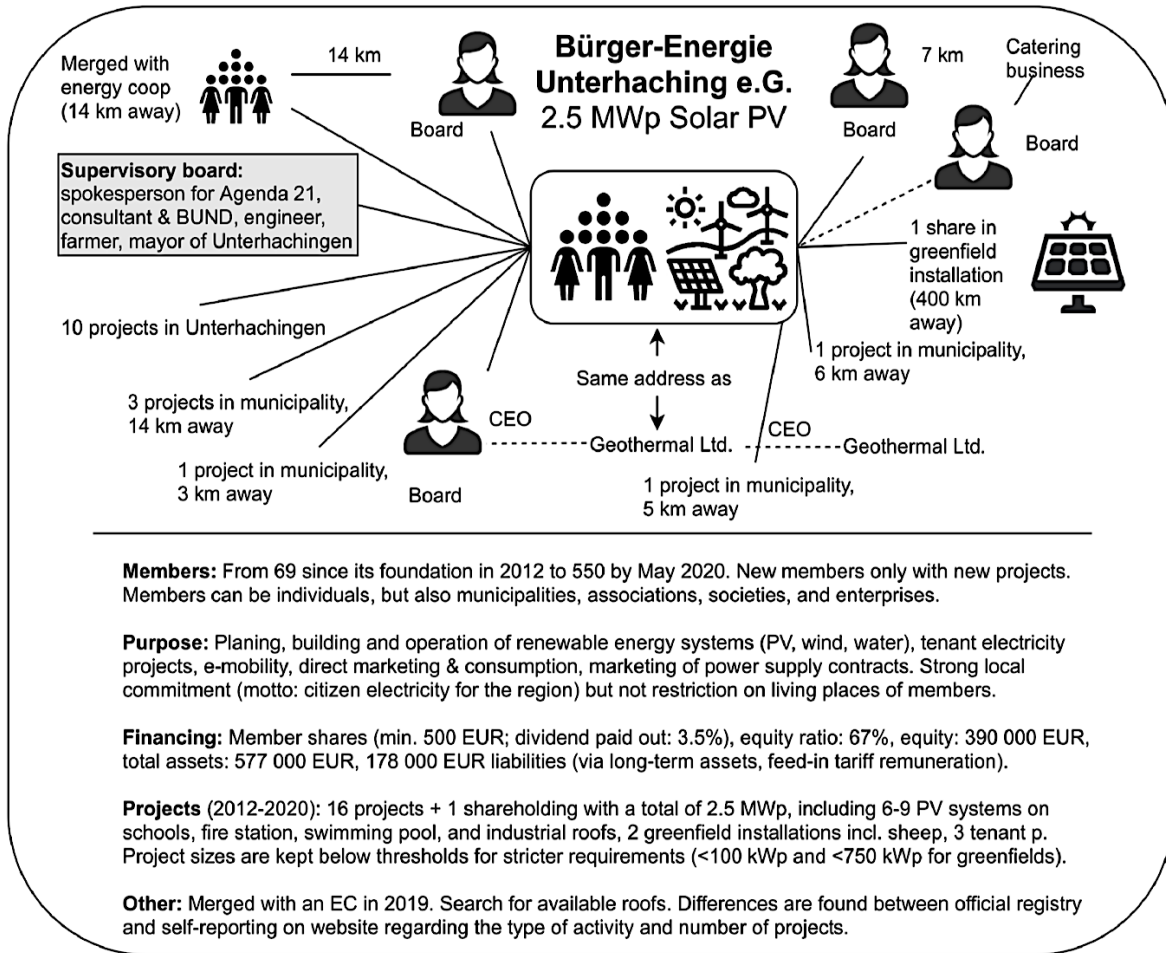 Bürger-Energie
Unterhaching e.G.
2.5 MWp Solar PV
Merged with
energy coop
(14 km away)
14 km
Board
7 km
Board
Catering
business
Board
Supervisory board:
spokesperson for Agenda 21,
consultant & BUND, engineer,
farmer, mayor of Unterhachingen
1 share in
greenfield
installation
(400 km
away)
10 projects in Unterhachingen
1 project in municipality,
6 km away
3 projects in municipality,
14 km away
Same address as
CEO
Geothermal Ltd.
CEO
Geothermal Ltd.
1 project in municipality,
3 km away
Board
1 project in municipality,
5 km away
Members: From 69 since its foundation in 2012 to 550 by May 2020. New members only with new projects.
Members can be individuals, but also municipalities, associations, societies, and enterprises.
Purpose: Planing, building and operation of renewable energy systems (PV, wind, water), tenant electricity
projects, e-mobility, direct marketing & consumption, marketing of power supply contracts. Strong local
commitment (motto: citizen electricity for the region) but not restriction on living places of members.
Financing: Member shares (min. 500 EUR; dividend paid out: 3.5%), equity ratio: 67%, equity: 390 000 EUR,
total assets: 577 000 EUR, 178 000 EUR liabilities (via long-term assets, feed-in tariff remuneration).
Projects (2012-2020): 16 projects + 1 shareholding with a total of 2.5 MWp, including 6-9 PV systems on
schools, fire station, swimming pool, and industrial roofs, 2 greenfield installations incl. sheep, 3 tenant p.
Project sizes are kept below thresholds for stricter requirements (<100 kWp and <750 kWp for greenfields).
Other: Merged with an EC in 2019. Search for available roofs. Differences are found between official registry
and self-reporting on website regarding the type of activity and number of projects.